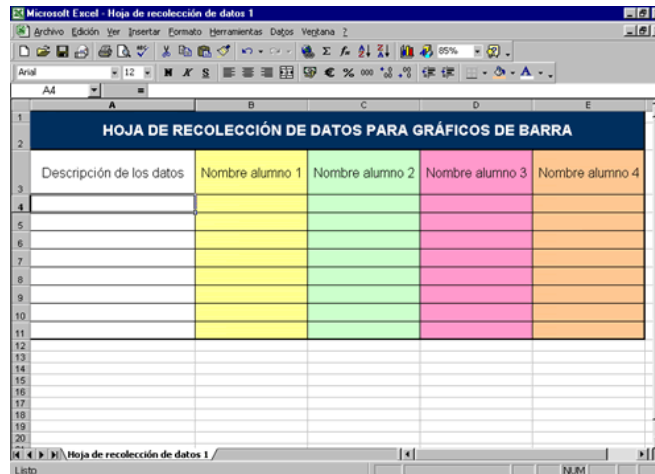 Microsoft Excel - Hoja de recolección de datos 1
Archivo Edición Ver Insertar Formato Herramientas Datos Ventana ?
85%
Arial 12 N K S € % 000
A4 =
A B C D E
1
HOJA DE RECOLECCIÓN DE DATOS PARA GRÁFICOS DE BARRA
2
Descripción de los datos Nombre alumno 1 Nombre alumno 2 Nombre alumno 3 Nombre alumno 4
3
4
5
6
7
8
9
10
11
12
13
14
15
16
17
18
19
20
Hoja de recolección de datos 1
Listo NUM